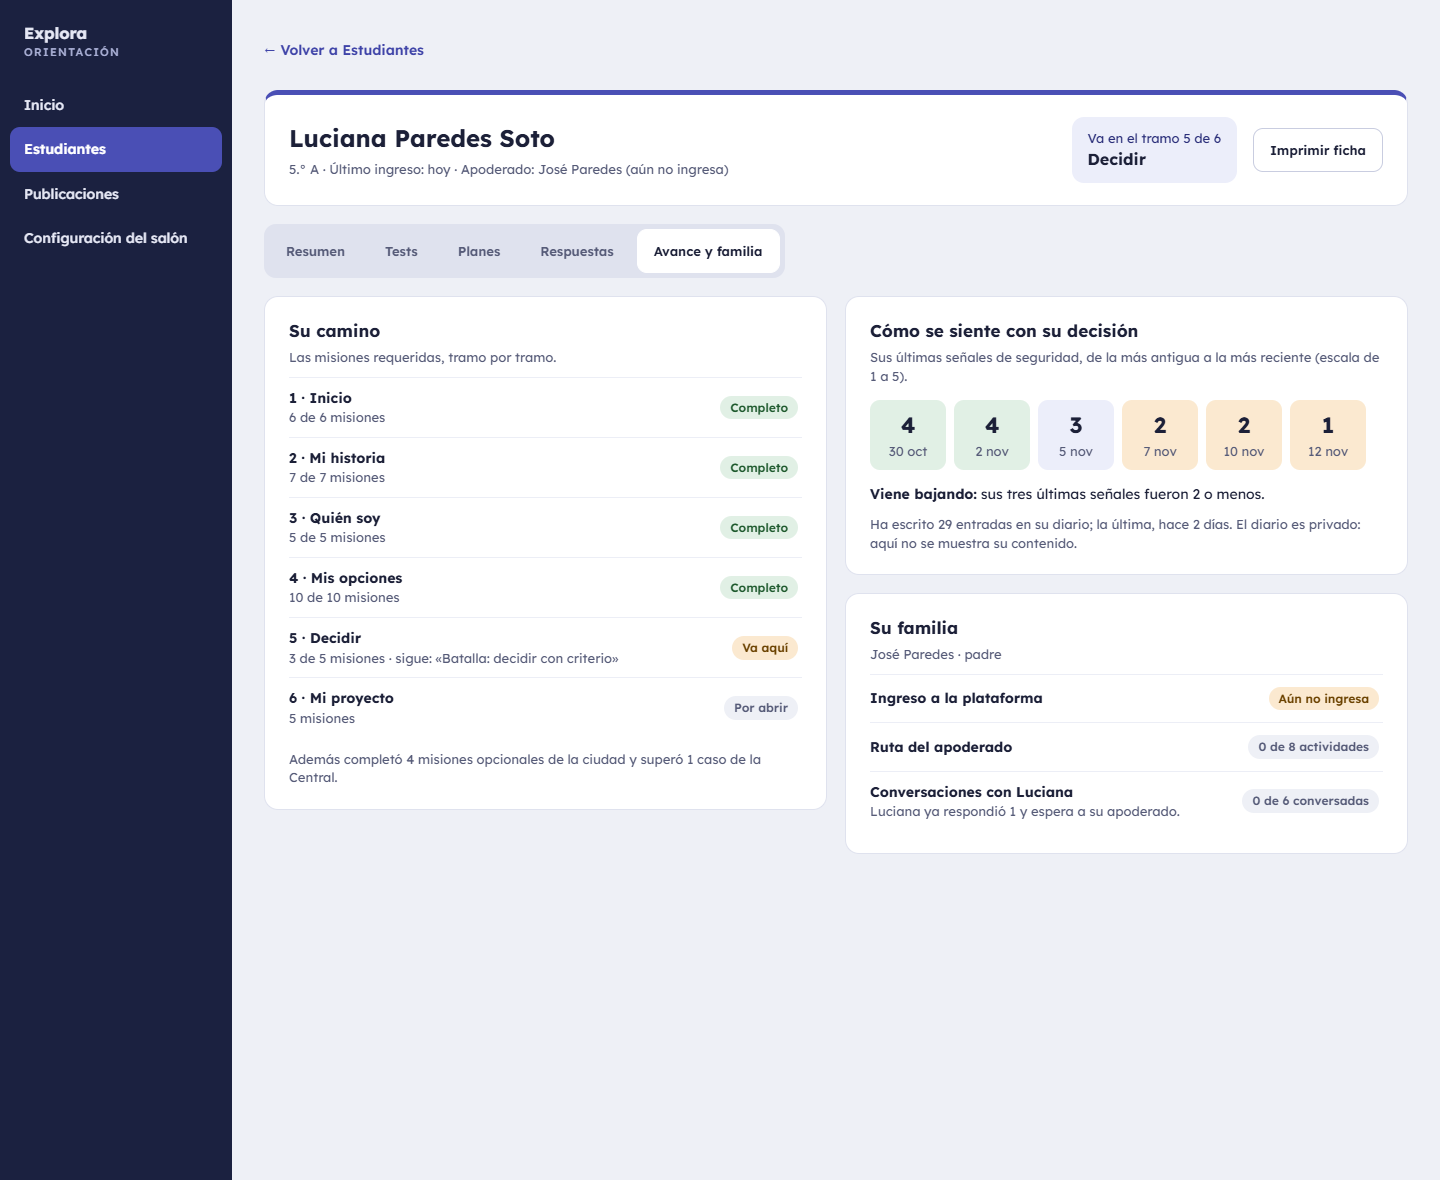 Explora
ORIENTACIÓN
Inicio
Estudiantes
Publicaciones
Configuración del salón
← Volver a Estudiantes
Luciana Paredes Soto
5.° A · Último ingreso: hoy · Apoderado: José Paredes (aún no ingresa)
Va en el tramo 5 de 6
Decidir
Imprimir ficha
Resumen
Tests
Planes
Respuestas
Avance y familia
Su camino
Las misiones requeridas, tramo por tramo.
1 · Inicio
6 de 6 misiones
Completo
2 · Mi historia
7 de 7 misiones
Completo
3 · Quién soy
5 de 5 misiones
Completo
4 · Mis opciones
10 de 10 misiones
Completo
5 · Decidir
3 de 5 misiones · sigue: «Batalla: decidir con criterio»
Va aquí
6 · Mi proyecto
5 misiones
Por abrir
Además completó 4 misiones opcionales de la ciudad y superó 1 caso de la
Central.
Cómo se siente con su decisión
Sus últimas señales de seguridad, de la más antigua a la más reciente (escala de
1 a 5).
4
30 oct
4
2 nov
3
5 nov
2
7 nov
2
10 nov
1
12 nov
Viene bajando: sus tres últimas señales fueron 2 o menos.
Ha escrito 29 entradas en su diario; la última, hace 2 días. El diario es privado:
aquí no se muestra su contenido.
Su familia
José Paredes · padre
Ingreso a la plataforma
Aún no ingresa
Ruta del apoderado
0 de 8 actividades
Conversaciones con Luciana
Luciana ya respondió 1 y espera a su apoderado.
0 de 6 conversadas